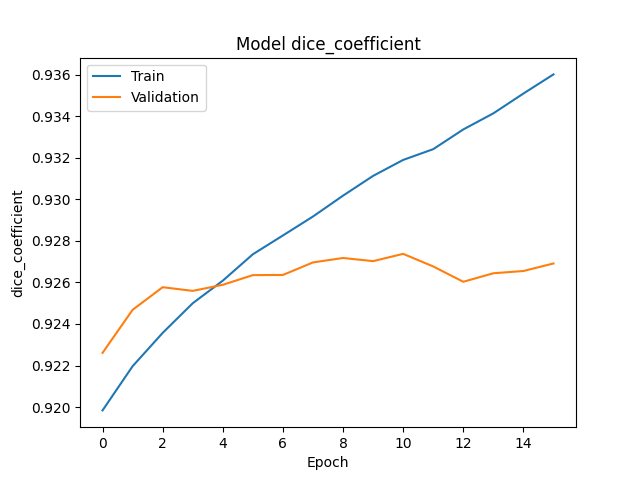 Model dice_coefficient
Train
Validation
dice_coefficient
0.936
0.934
0.932
0.930
0.928
0.926
0.924
0.922
0.920
0 2 4 6 8 10 12 14
Epoch